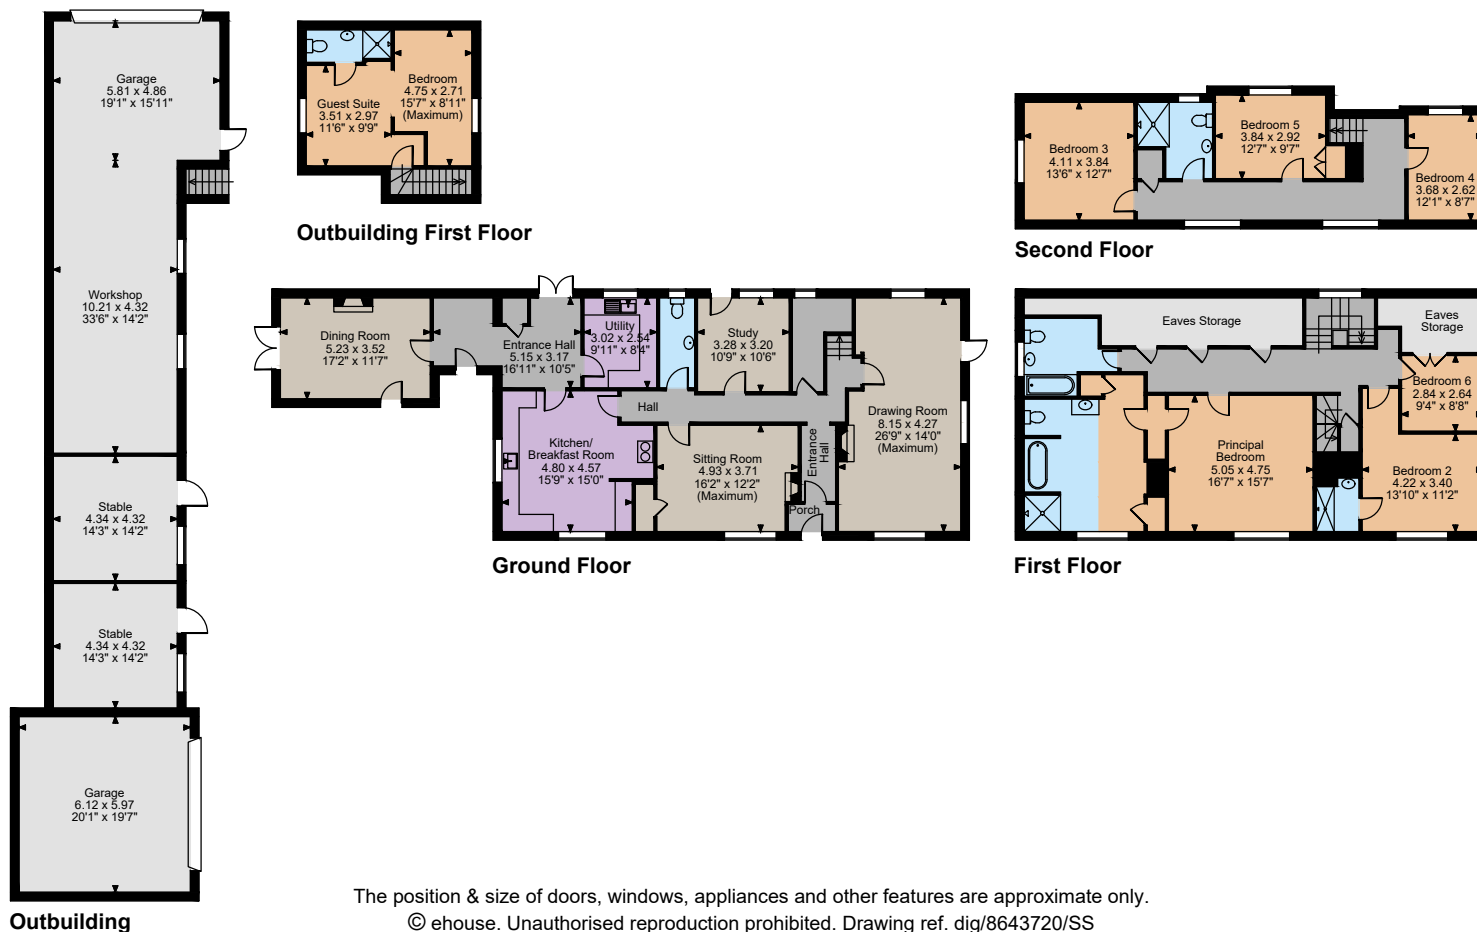 Garage
5.81 x 4.86
19'1" x 15'11"
Workshop
10.21 x 4.32
33'6" x 14'2"
Stable
4.34 x 4.32
14'3" x 14'2"
Stable
4.34 x 4.32
14'3" x 14'2"
Garage
6.12 x 5.97
20'1" x 19'7"
Outbuilding
Guest Suite
3.51 x 2.97
11'6" x 9'9"
Bedroom
4.75 x 2.71
15'7" x 8'11"
(Maximum)
Outbuilding First Floor
Dining Room
5.23 x 3.52
17'2" x 11'7"
Entrance Hall
5.15 x 3.17
16'11" x 10'5"
Utility
3.02 x 2.54
9'11" x 8'4"
Study
3.28 x 3.20
10'9" x 10'6"
Hall
Kitchen/
Breakfast Room
4.80 x 4.57
15'9" x 15'0"
Sitting Room
4.93 x 3.71
16'2" x 12'2"
(Maximum)
Entrance
Hall
Porch
Drawing Room
8.15 x 4.27
26'9" x 14'0"
(Maximum)
Ground Floor
Bedroom 3
4.11 x 3.84
13'6" x 12'7"
Bedroom 5
3.84 x 2.92
12'7" x 9'7"
Bedroom 4
3.68 x 2.62
12'1" x 8'7"
Second Floor
Eaves Storage
Eaves
Storage
Bedroom 6
2.84 x 2.64
9'4" x 8'8"
Principal
Bedroom
5.05 x 4.75
16'7" x 15'7"
Bedroom 2
4.22 x 3.40
13'10" x 11'2"
First Floor
The position & size of doors, windows, appliances and other features are approximate only.
© ehouse. Unauthorised reproduction prohibited. Drawing ref. dig/8643720/SS